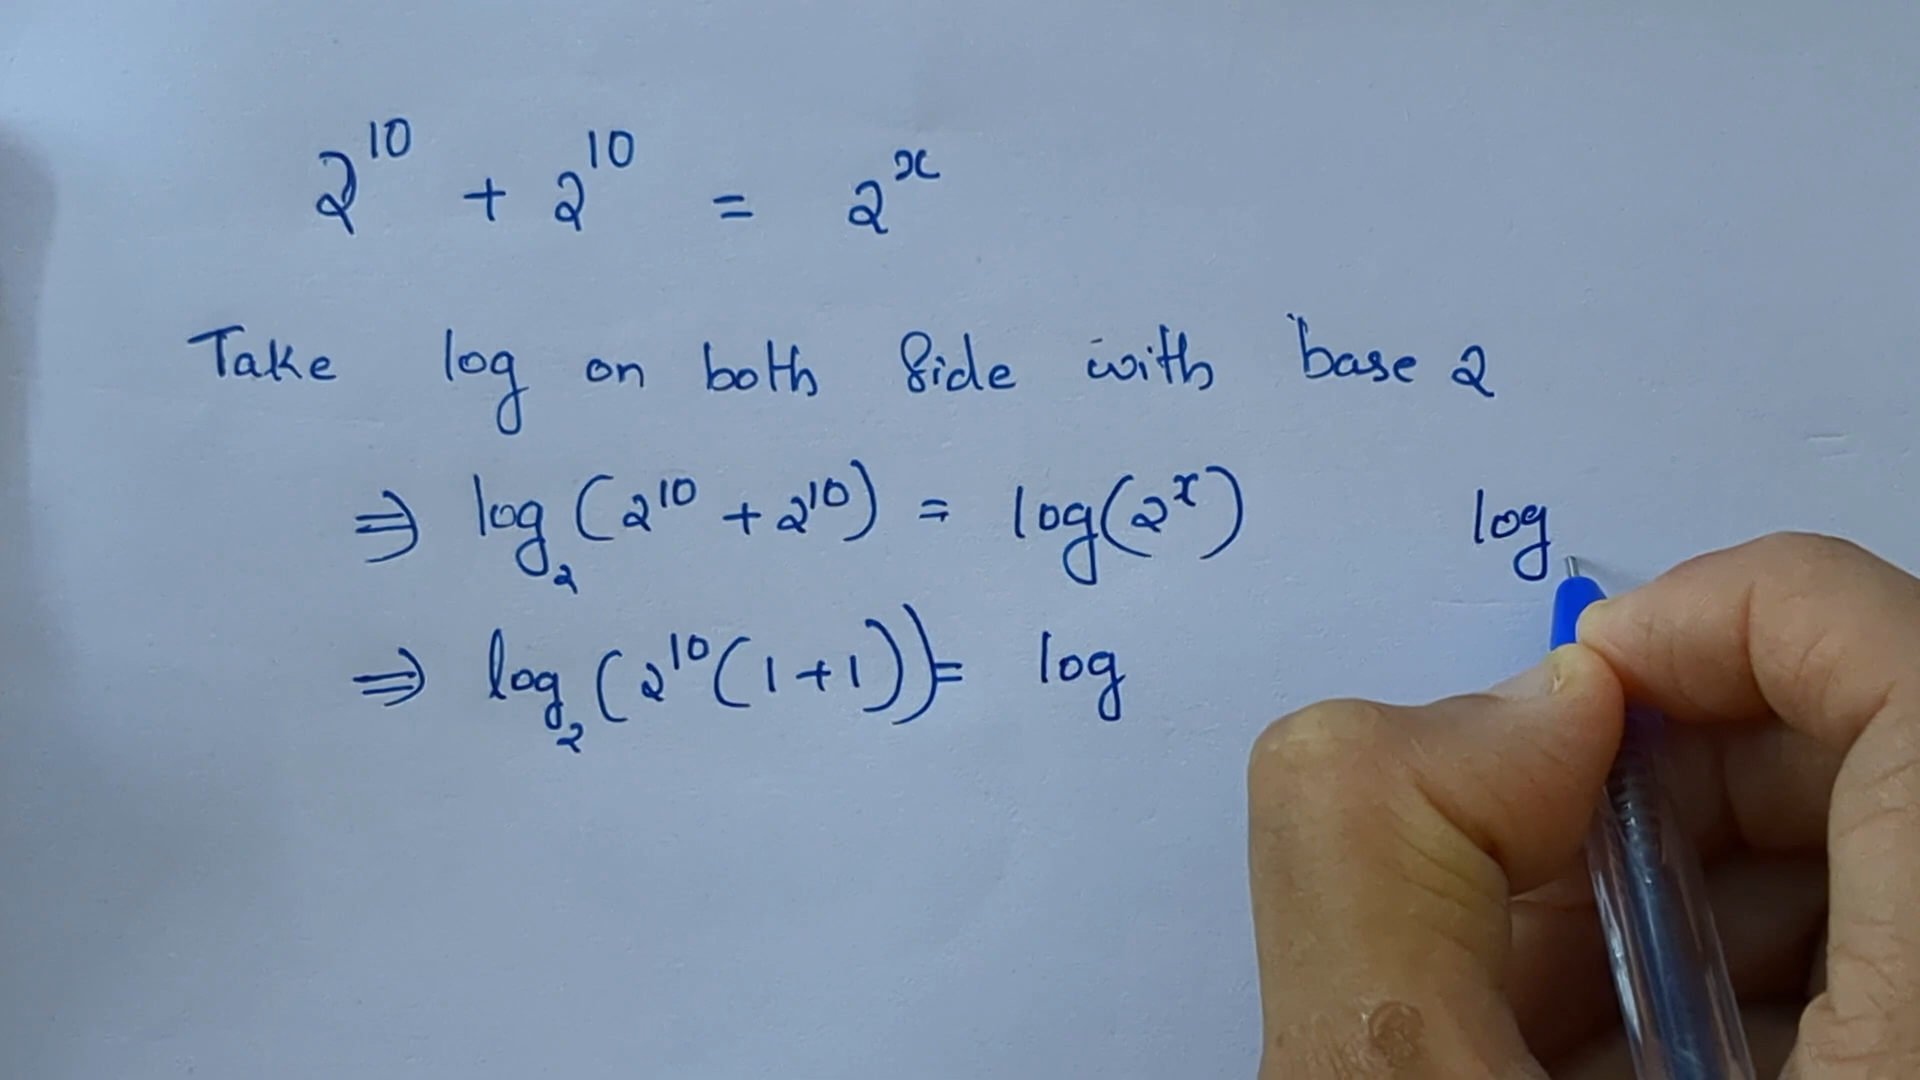 2^10 + 2^10 = 2^x
Take log on both Side with base 2
⇒ log_2 (2^10 + 2^10) = log(2^x)
log
⇒ log_2 (2^10 (1+1)) = log